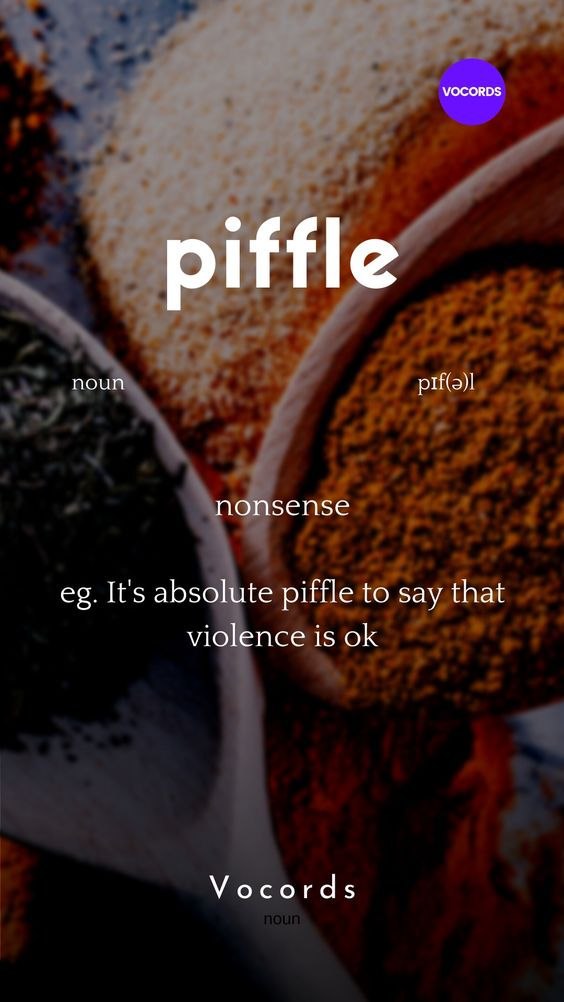 VOCORDS
piffle
noun
pɪf(ə)l
nonsense
eg. It's absolute piffle to say that
violence is ok
Vocords
noun